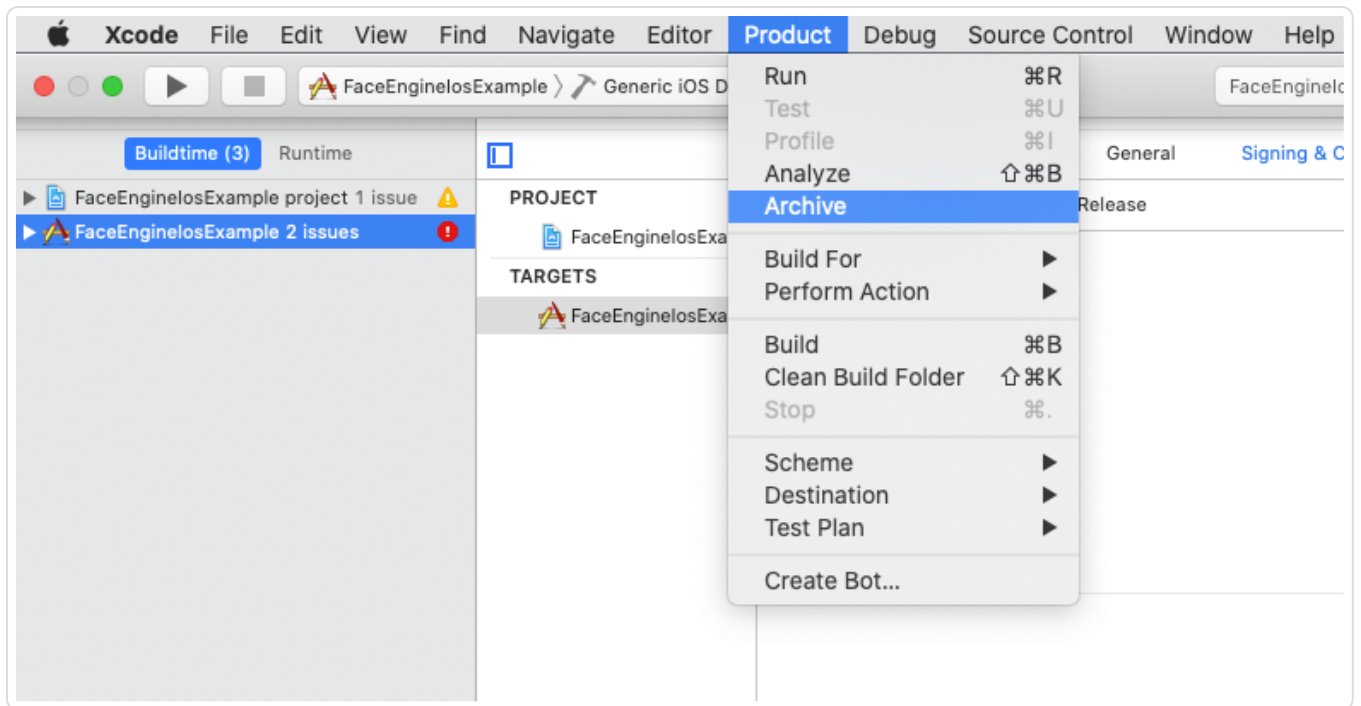 Xcode File Edit View Find Navigate Editor Product Debug Source Control Window Help
FaceEngineIosExample 〉 Generic iOS D
FaceEngineIo
Buildtime (3) Runtime
FaceEngineIosExample project 1 issue
FaceEngineIosExample 2 issues
PROJECT
FaceEngineIosExa
TARGETS
FaceEngineIosExa
Run ⌘R
Test ⌘U
Profile ⌘I
Analyze ⇧⌘B
Archive
Build For ▶
Perform Action ▶
Build ⌘B
Clean Build Folder ⇧⌘K
Stop ⌘.
Scheme ▶
Destination ▶
Test Plan ▶
Create Bot...
General Signing & C
Release